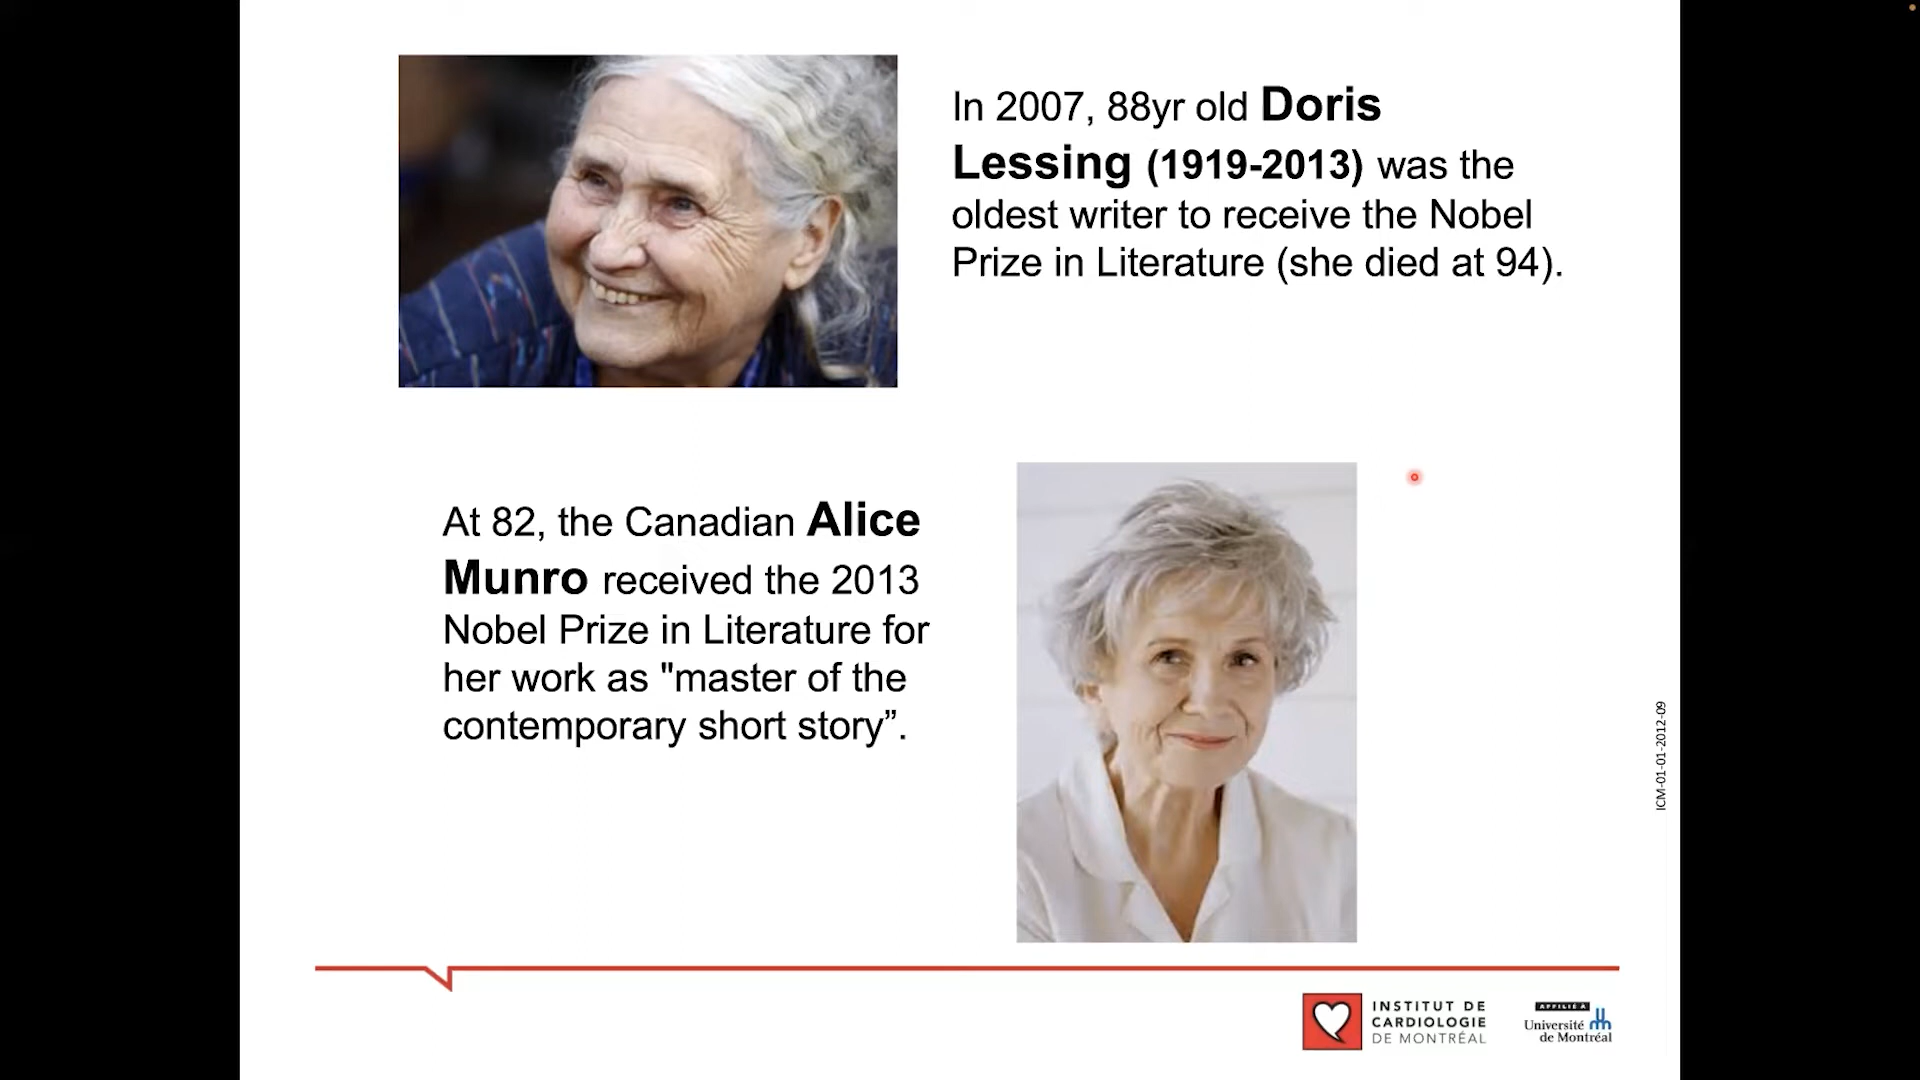 In 2007, 88yr old Doris
Lessing (1919-2013) was the
oldest writer to receive the Nobel
Prize in Literature (she died at 94).
At 82, the Canadian Alice
Munro received the 2013
Nobel Prize in Literature for
her work as "master of the
contemporary short story”.
ICM-01-01-2012-09
INSTITUT DE
CARDIOLOGIE
DE MONTRÉAL
AFFILIÉ À
Université
de Montréal